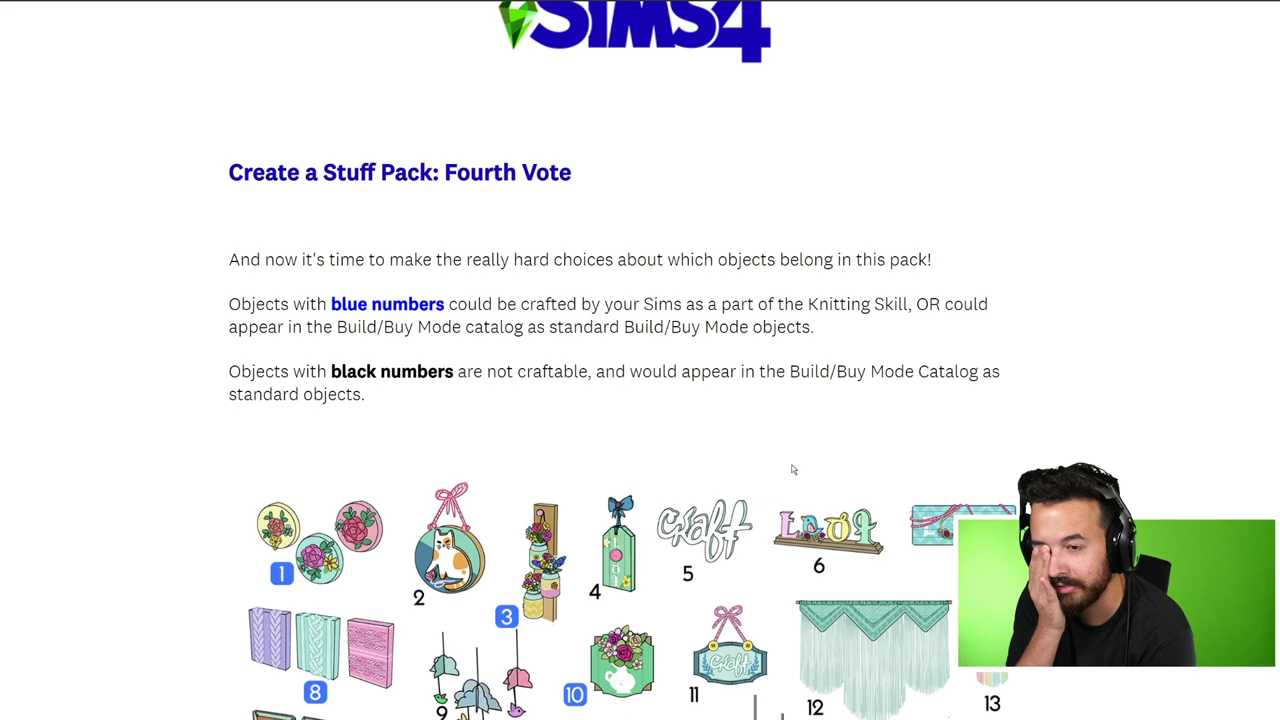 SIMS4
Create a Stuff Pack: Fourth Vote
And now it's time to make the really hard choices about which objects belong in this pack!
Objects with blue numbers could be crafted by your Sims as a part of the Knitting Skill, OR could
appear in the Build/Buy Mode catalog as standard Build/Buy Mode objects.
Objects with black numbers are not craftable, and would appear in the Build/Buy Mode Catalog as
standard objects.
craft
1
2
3
4
5
6
8
9
10
craft
11
12
13